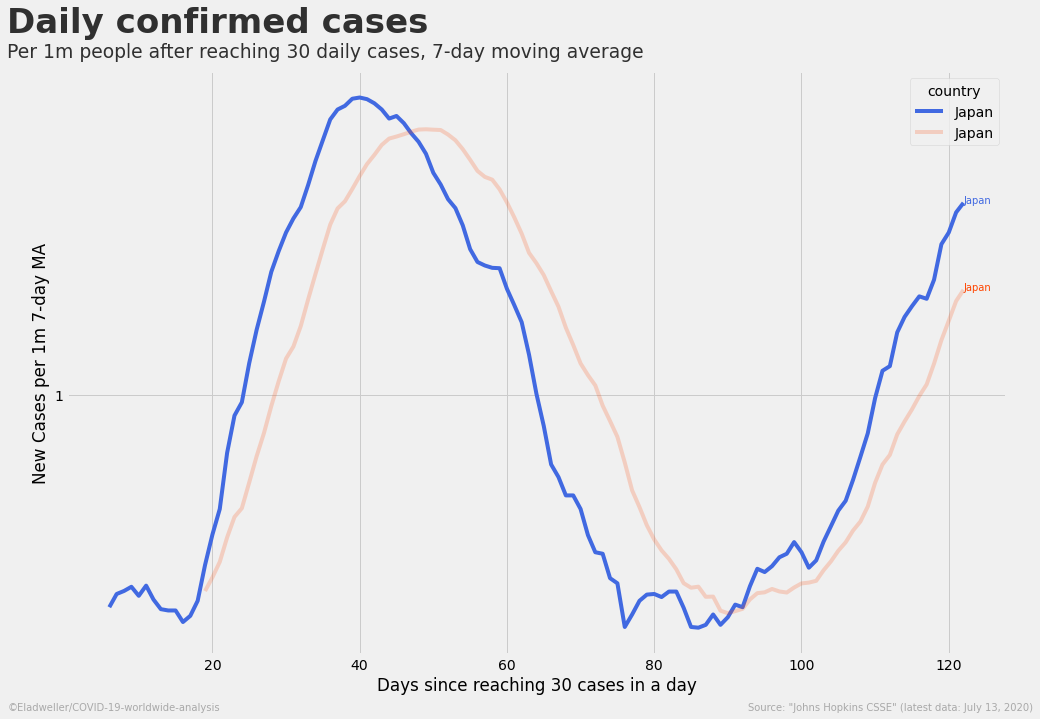 Daily confirmed cases
Per 1m people after reaching 30 daily cases, 7-day moving average
country
Japan
Japan
Japan
Japan
New Cases per 1m 7-day MA
1
20 40 60 80 100 120
Days since reaching 30 cases in a day
©Eladweller/COVID-19-worldwide-analysis
Source: "Johns Hopkins CSSE" (latest data: July 13, 2020)